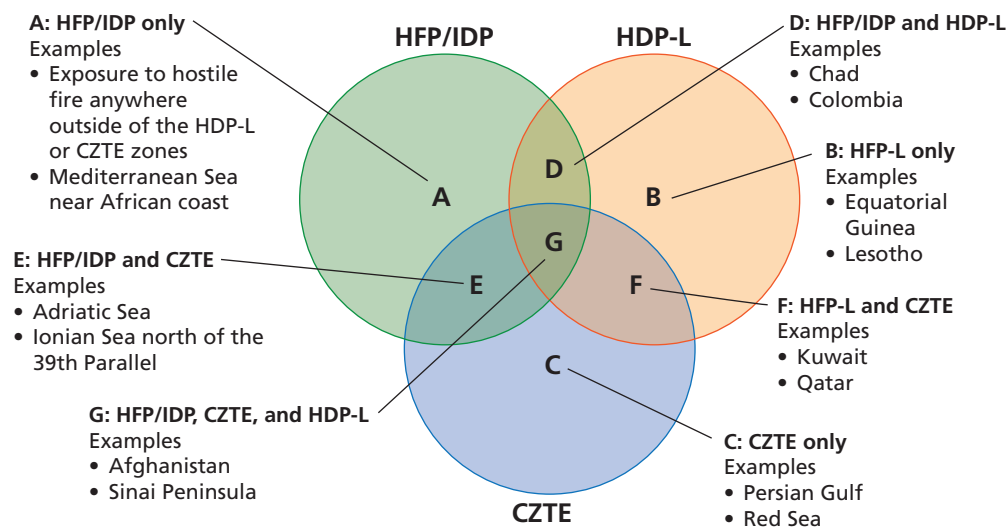 A: HFP/IDP only
Examples
• Exposure to hostile
fire anywhere
outside of the HDP-L
or CZTE zones
• Mediterranean Sea
near African coast
HFP/IDP
HDP-L
D: HFP/IDP and HDP-L
Examples
• Chad
• Colombia
B: HFP-L only
Examples
• Equatorial
Guinea
• Lesotho
D
A
B
G
E
F
E: HFP/IDP and CZTE
Examples
• Adriatic Sea
• Ionian Sea north of the
39th Parallel
F: HFP-L and CZTE
Examples
• Kuwait
• Qatar
C
G: HFP/IDP, CZTE, and HDP-L
Examples
• Afghanistan
• Sinai Peninsula
C: CZTE only
Examples
• Persian Gulf
• Red Sea
CZTE